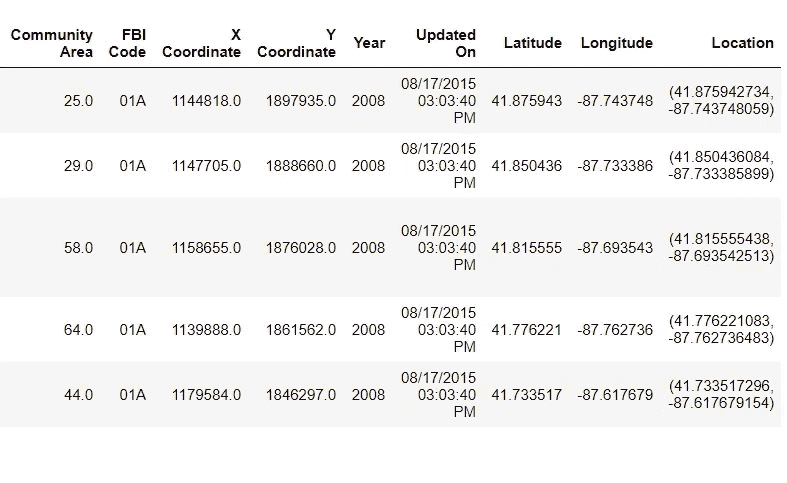 Community Area FBI Code X Coordinate Y Coordinate Year Updated On Latitude Longitude Location
25.0 01A 1144818.0 1897935.0 2008 08/17/2015 03:03:40 PM 41.875943 -87.743748 (41.875942734, -87.743748059)
29.0 01A 1147705.0 1888660.0 2008 08/17/2015 03:03:40 PM 41.850436 -87.733386 (41.850436084, -87.733385899)
58.0 01A 1158655.0 1876028.0 2008 08/17/2015 03:03:40 PM 41.815555 -87.693543 (41.815555438, -87.693542513)
64.0 01A 1139888.0 1861562.0 2008 08/17/2015 03:03:40 PM 41.776221 -87.762736 (41.776221083, -87.762736483)
44.0 01A 1179584.0 1846297.0 2008 08/17/2015 03:03:40 PM 41.733517 -87.617679 (41.733517296, -87.617679154)